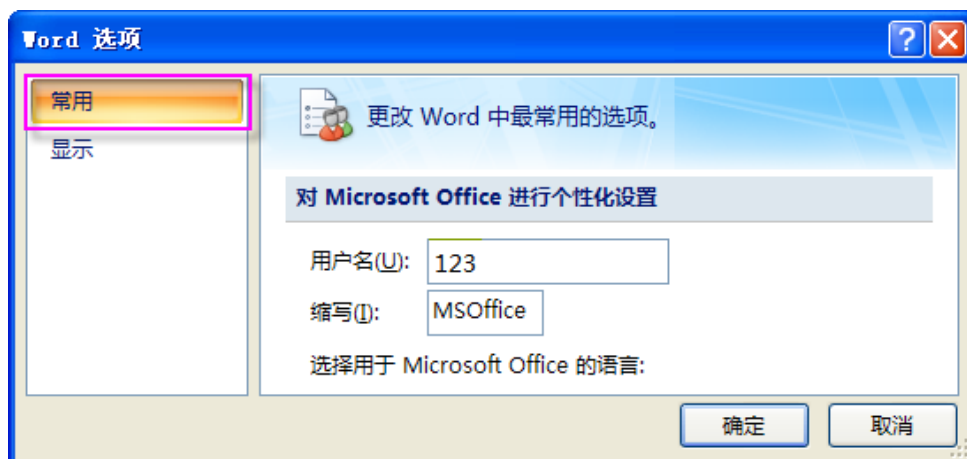 Word 选项
常用
显示
更改 Word 中最常用的选项。
对 Microsoft Office 进行个性化设置
用户名(U): 123
缩写(I): MSOffice
选择用于 Microsoft Office 的语言:
确定 取消